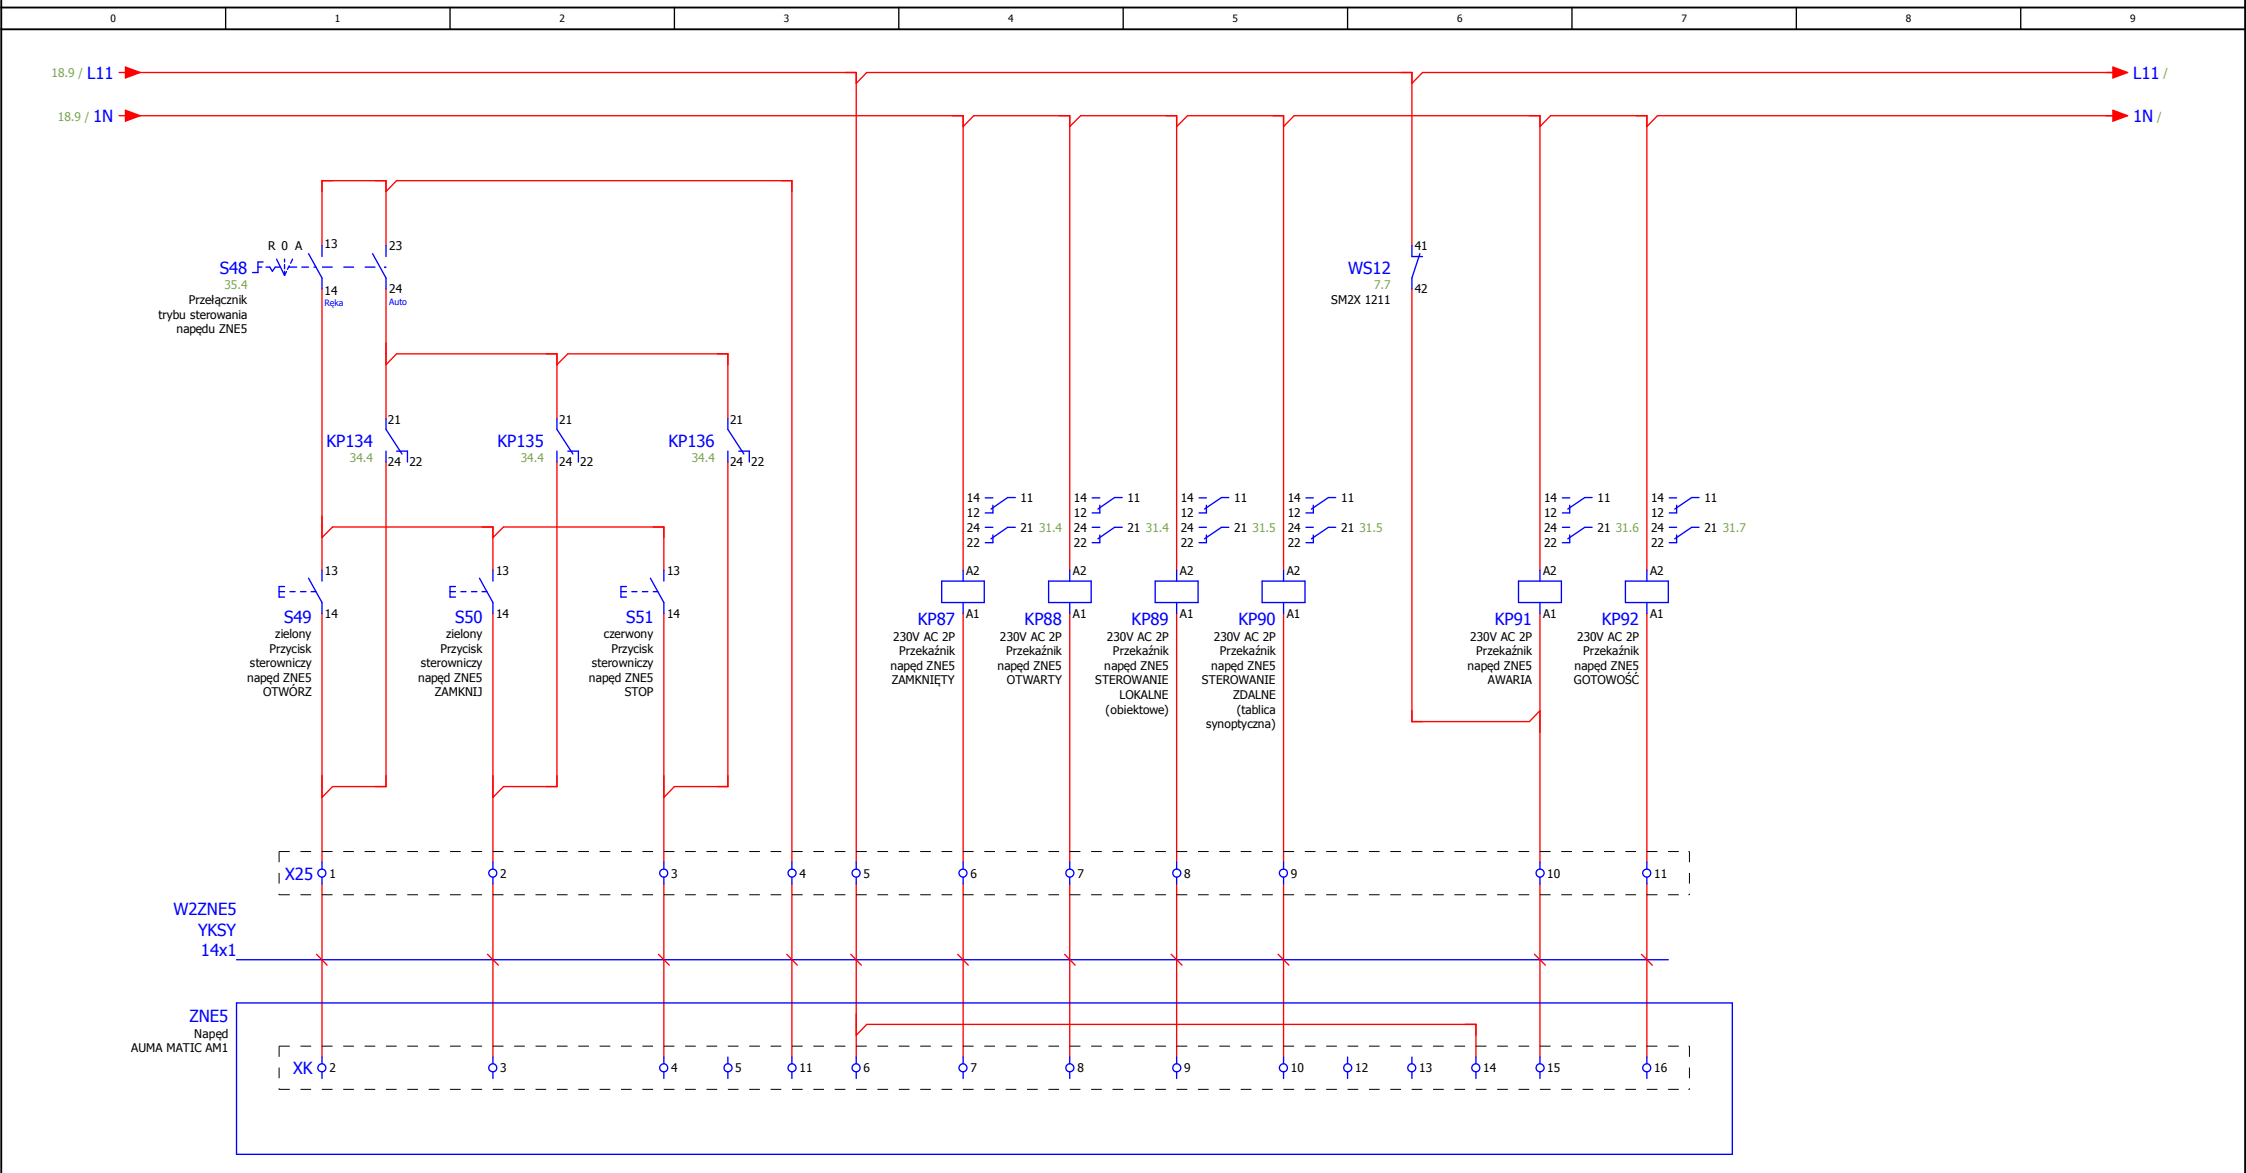 0 1 2 3 4 5 6 7 8 9
18.9 / L11
L11 /
18.9 / 1N
1N /
R 0 A
13
23
S48
35.4
14
Ręka
24
Auto
Przełącznik
trybu sterowania
napędu ZNE5
41
WS12
7.7
42
SM2X 1211
21
KP134
34.4
24
22
21
KP135
34.4
24
22
21
KP136
34.4
24
22
14 11
12
24 21 31.4
22
14 11
12
24 21 31.4
22
14 11
12
24 21 31.5
22
14 11
12
24 21 31.5
22
14 11
12
24 21 31.6
22
14 11
12
24 21 31.7
22
13
E
S49
14
zielony
Przycisk
sterowniczy
napęd ZNE5
OTWÓRZ
13
E
S50
14
zielony
Przycisk
sterowniczy
napęd ZNE5
ZAMKNIJ
13
E
S51
14
czerwony
Przycisk
sterowniczy
napęd ZNE5
STOP
A2
A1
KP87
230V AC 2P
Przekaźnik
napęd ZNE5
ZAMKNIĘTY
A2
A1
KP88
230V AC 2P
Przekaźnik
napęd ZNE5
OTWARTY
A2
A1
KP89
230V AC 2P
Przekaźnik
napęd ZNE5
STEROWANIE
LOKALNE
(obiektowe)
A2
A1
KP90
230V AC 2P
Przekaźnik
napęd ZNE5
STEROWANIE
ZDALNE
(tablica
synoptyczna)
A2
A1
KP91
230V AC 2P
Przekaźnik
napęd ZNE5
AWARIA
A2
A1
KP92
230V AC 2P
Przekaźnik
napęd ZNE5
GOTOWOŚĆ
X25 1 2 3 4 5 6 7 8 9 10 11
W2ZNE5
YKSY
14x1
ZNE5
Napęd
AUMA MATIC AM1
XK 2 3 4 5 11 6 7 8 9 10 12 13 14 15 16